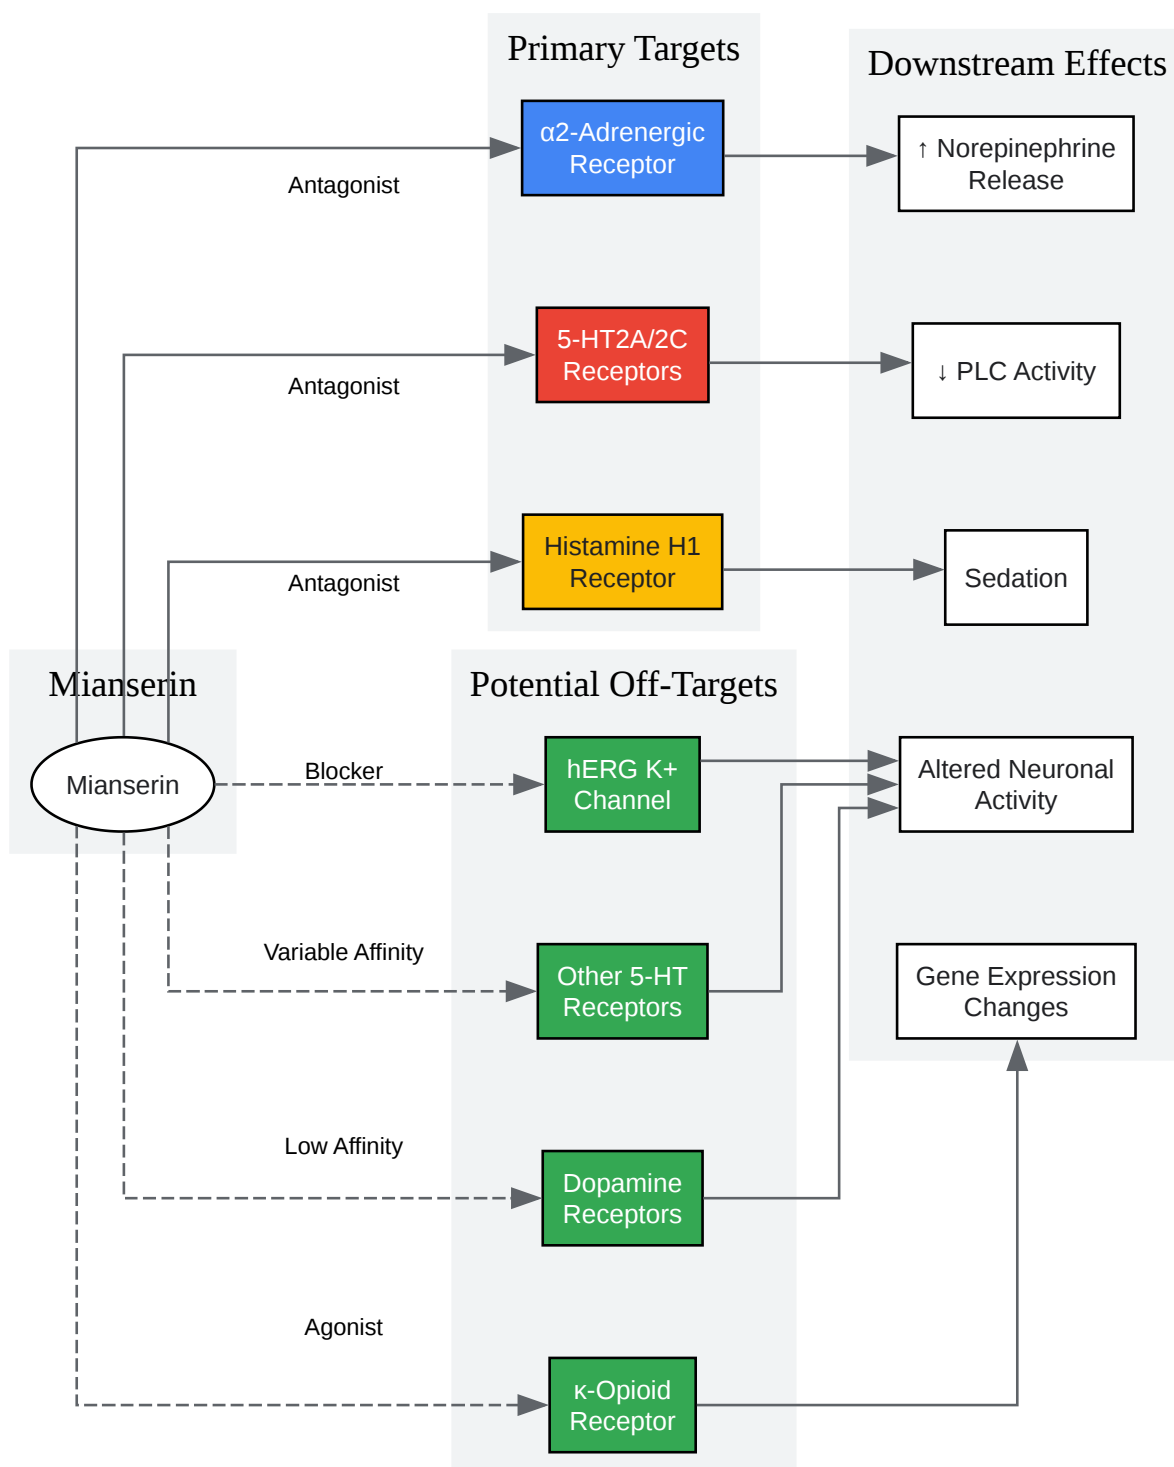 Primary Targets
Downstream Effects
α2-Adrenergic
Receptor
↑ Norepinephrine
Release
Antagonist
5-HT2A/2C
Receptors
↓ PLC Activity
Antagonist
Histamine H1
Receptor
Sedation
Antagonist
Mianserin
Potential Off-Targets
Mianserin
Blocker
hERG K+
Channel
Altered Neuronal
Activity
Variable Affinity
Other 5-HT
Receptors
Gene Expression
Changes
Low Affinity
Dopamine
Receptors
Agonist
κ-Opioid
Receptor